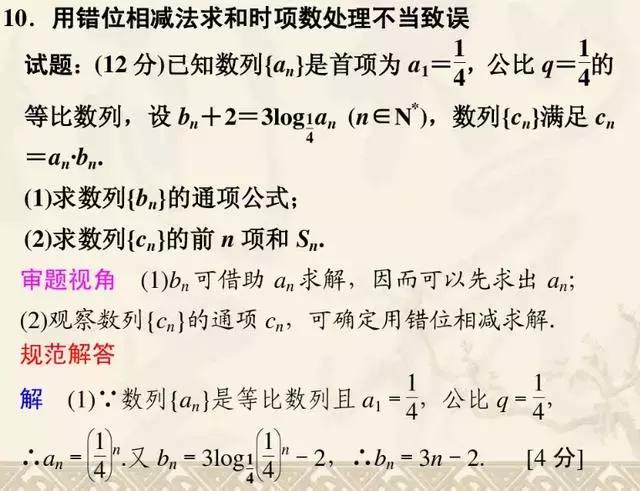 10．用错位相减法求和时项数处理不当致误
试题：(12 分)已知数列{aₙ}是首项为 a₁＝1/4，公比 q＝1/4的
等比数列，设 bₙ＋2＝3log_{1/4}aₙ (n∈N*)，数列{cₙ}满足 cₙ
＝aₙ·bₙ.
(1)求数列{bₙ}的通项公式；
(2)求数列{cₙ}的前 n 项和 Sₙ.
审题视角 (1)bₙ可借助 aₙ求解，因而可以先求出 aₙ;
(2)观察数列{cₙ}的通项 cₙ，可确定用错位相减求解.
规范解答
解 (1)∵数列{aₙ}是等比数列且 a₁＝1/4，公比 q＝1/4，
∴aₙ＝(1/4)ⁿ.又 bₙ＝3log_{1/4}(1/4)ⁿ－2，∴bₙ＝3n－2. [4 分]